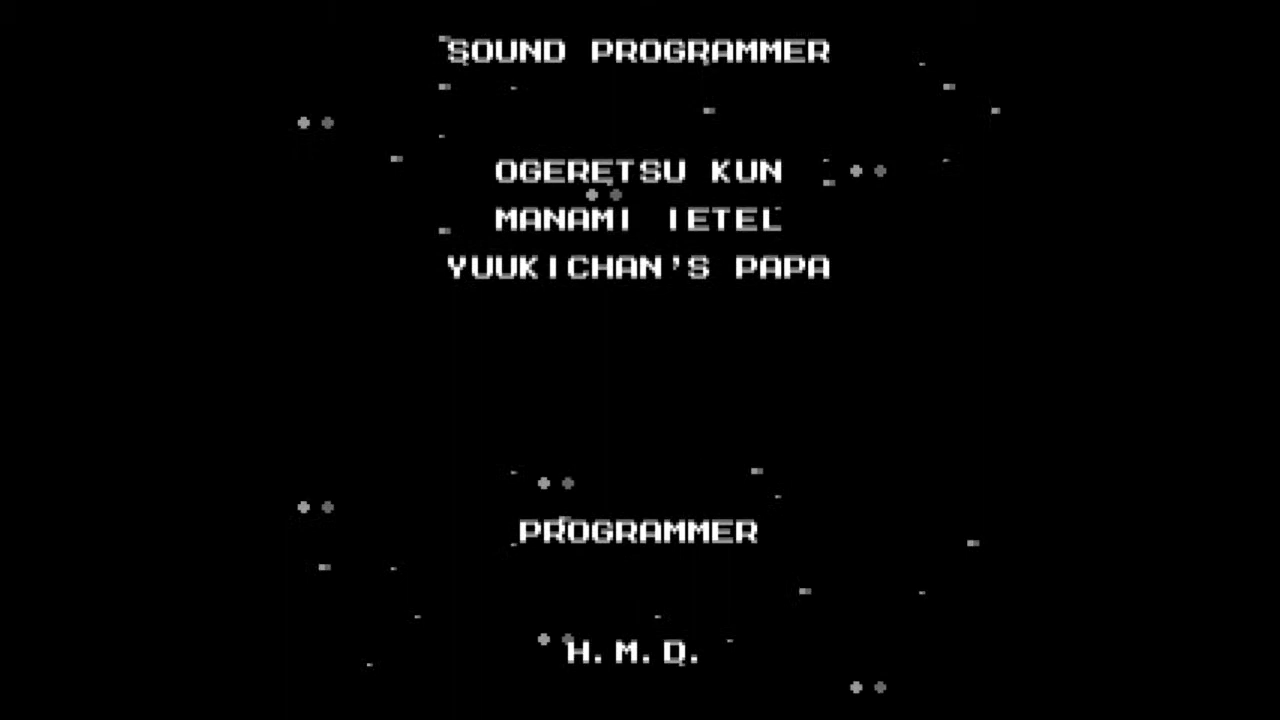 SOUND PROGRAMMER
OGERETSU KUN
MANAMI IETEL
YUUKICHAN'S PAPA
PROGRAMMER
H.M.D.